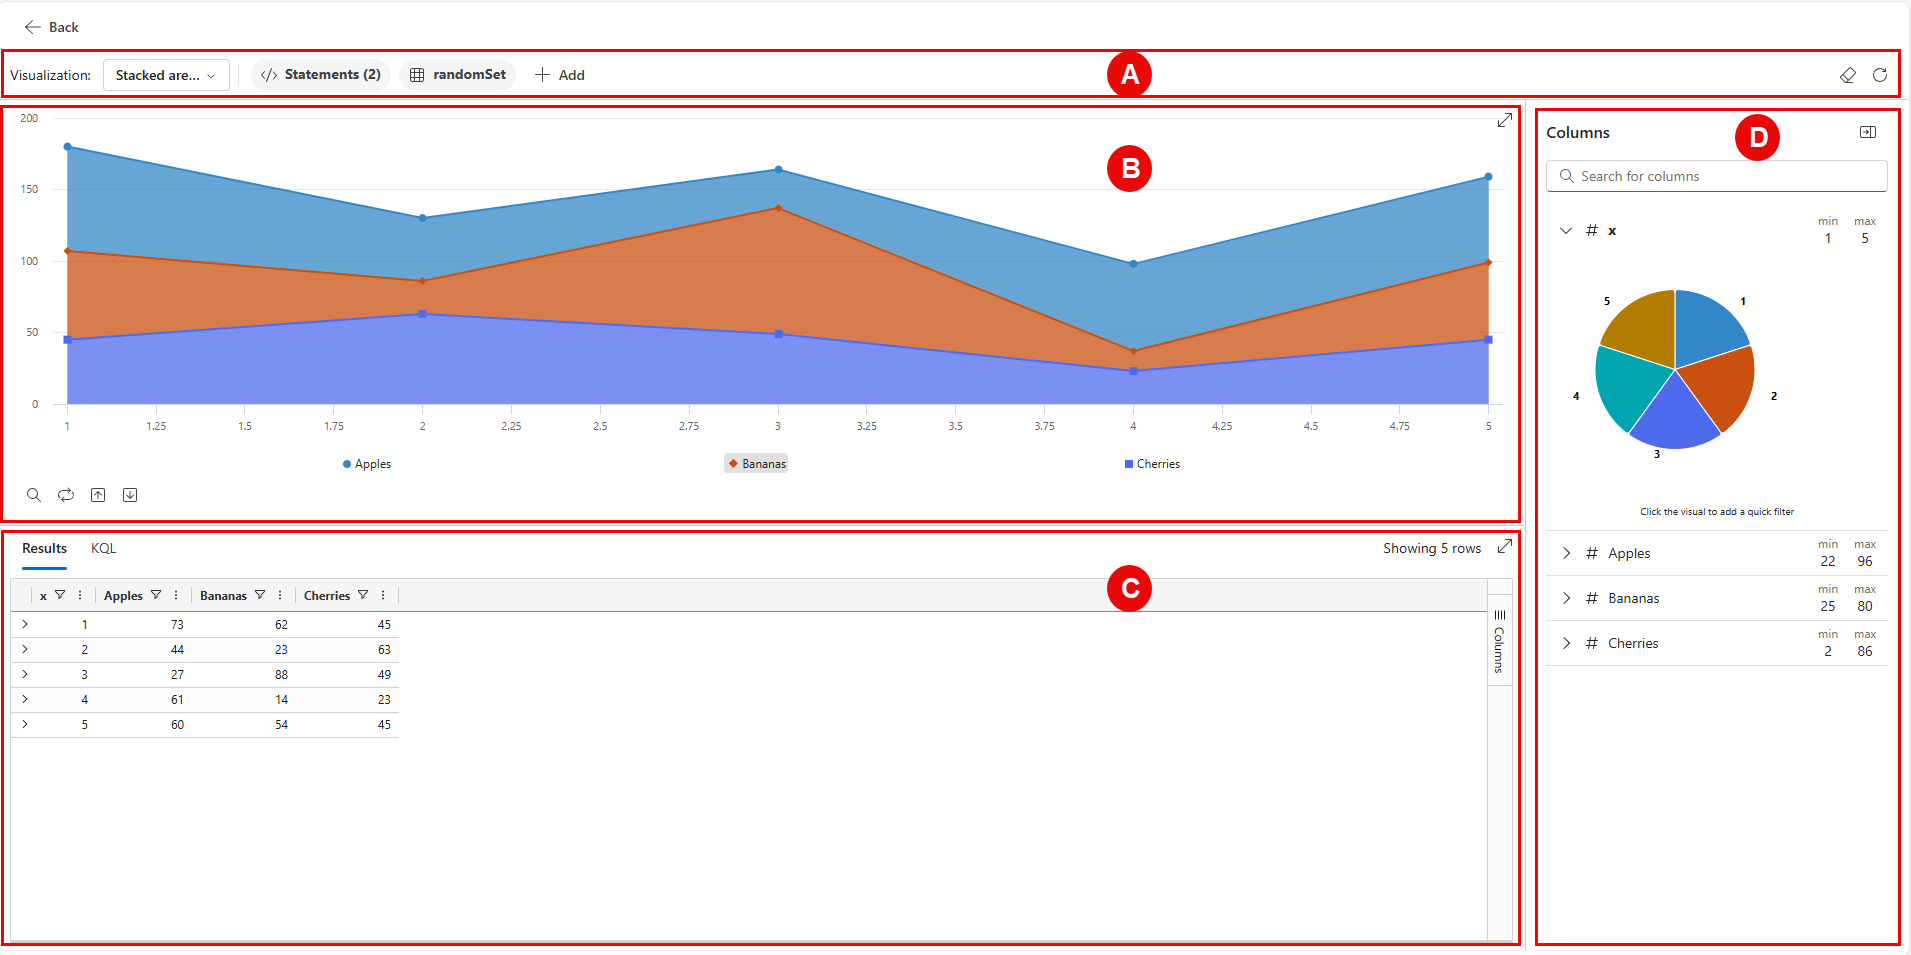 Back
Visualization: Stacked are... Statements (2) randomSet Add A
200
150
100
50
0
B
1 1.25 1.5 1.75 2 2.25 2.5 2.75 3 3.25 3.5 3.75 4 4.25 4.5 4.75 5
Apples Bananas Cherries
Results KQL Showing 5 rows
C
x Apples Bananas Cherries
1 73 62 45
2 44 23 63
3 27 88 49
4 61 14 23
5 60 54 45
Columns
Columns D
Search for columns
min max
# x 1 5
5 1
4 2
3
Click the visual to add a quick filter
min max
# Apples 22 96
min max
# Bananas 25 80
min max
# Cherries 2 86